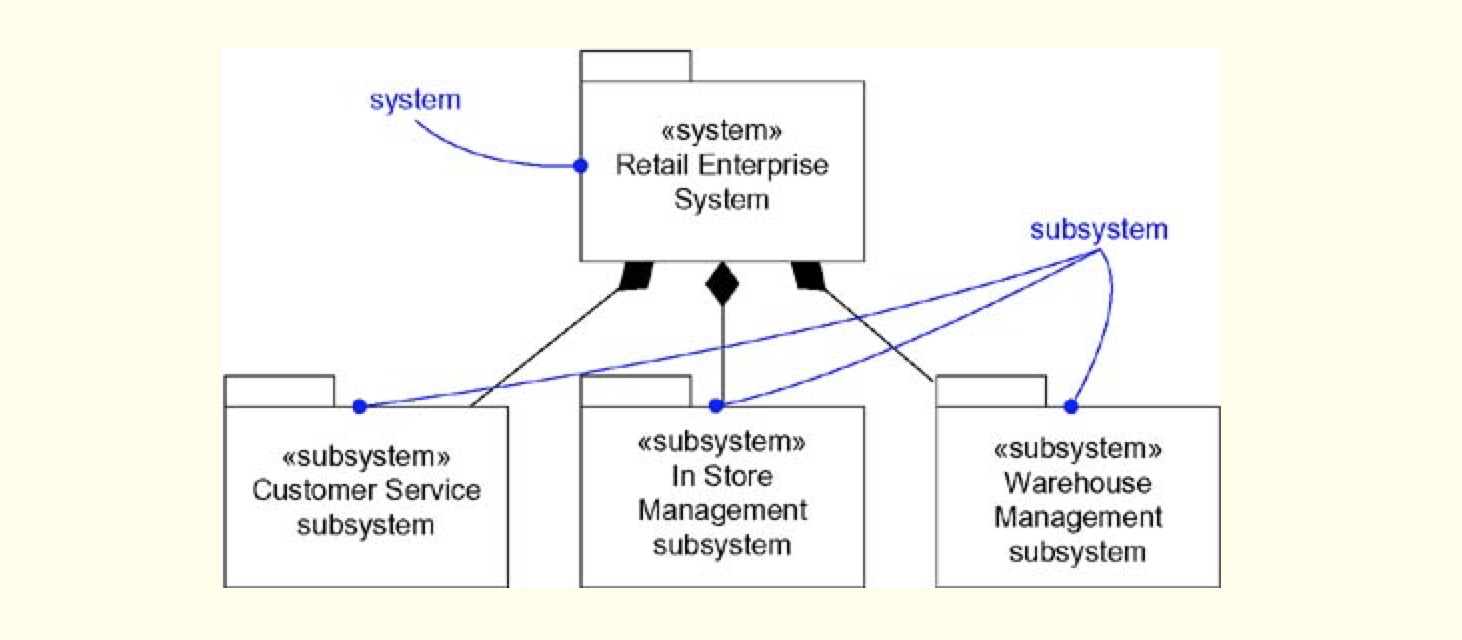 system
«system»
Retail Enterprise
System
subsystem
«subsystem»
Customer Service
subsystem
«subsystem»
In Store
Management
subsystem
«subsystem»
Warehouse
Management
subsystem